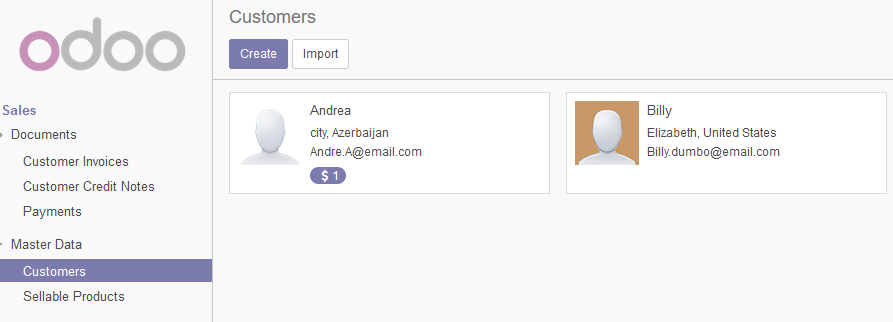 odoo
Sales
Documents
Customer Invoices
Customer Credit Notes
Payments
Master Data
Customers
Sellable Products
Customers
Create Import
Andrea
city, Azerbaijan
Andre.A@email.com
$ 1
Billy
Elizabeth, United States
Billy.dumbo@email.com